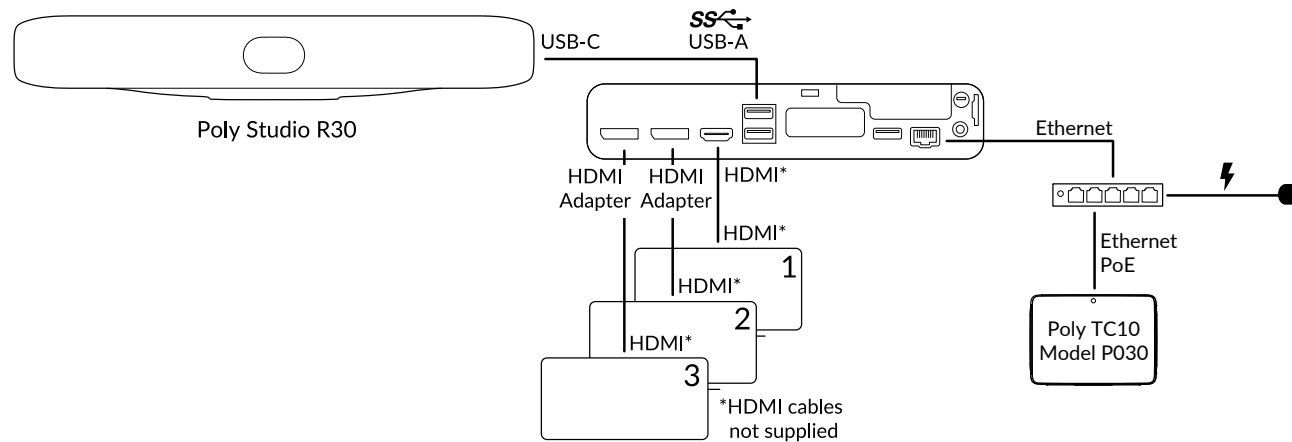 SS
USB-C
USB-A
Poly Studio R30
Ethernet
HDMI
Adapter
HDMI
Adapter
HDMI*
HDMI*
1
Ethernet
PoE
HDMI*
2
Poly TC10
Model P030
HDMI*
3
*HDMI cables
not supplied